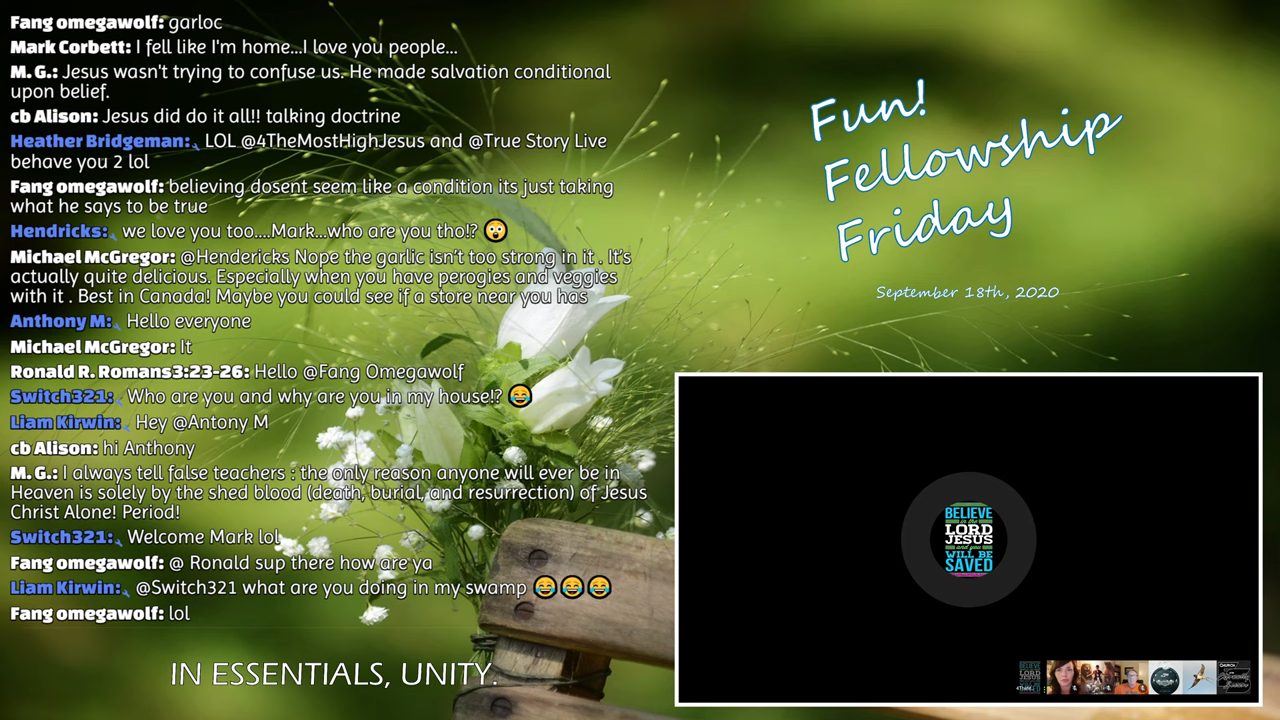 Fang omegawolf: garloc
Mark Corbett: I fell like I'm home...I love you people...
M. G.: Jesus wasn't trying to confuse us. He made salvation conditional
upon belief.
cb Alison: Jesus did do it all!! talking doctrine
Heather Bridgeman: LOL @4TheMostHighJesus and @True Story Live
behave you 2 lol
Fang omegawolf: believing dosent seem like a condition its just taking
what he says to be true
Hendricks: we love you too....Mark...who are you tho!? 😲
Michael McGregor: @Hendericks Nope the garlic isn't too strong in it . It's
actually quite delicious. Especially when you have perogies and veggies
with it . Best in Canada! Maybe you could see if a store near you has
Anthony M: Hello everyone
Michael McGregor: It
Ronald R. Romans3:23-26: Hello @Fang Omegawolf
Switch321: Who are you and why are you in my house!? 😂
Liam Kirwin: Hey @Antony M
cb Alison: hi Anthony
M. G.: I always tell false teachers : the only reason anyone will ever be in
Heaven is solely by the shed blood (death, burial, and resurrection) of Jesus
Christ Alone! Period!
Switch321: Welcome Mark lol
Fang omegawolf: @ Ronald sup there how are ya
Liam Kirwin: @Switch321 what are you doing in my swamp 😂😂😂
Fang omegawolf: lol
IN ESSENTIALS, UNITY.
Fun!
Fellowship
Friday
September 18th, 2020
BELIEVE
in the
LORD
JESUS
and you
WILL BE
SAVED